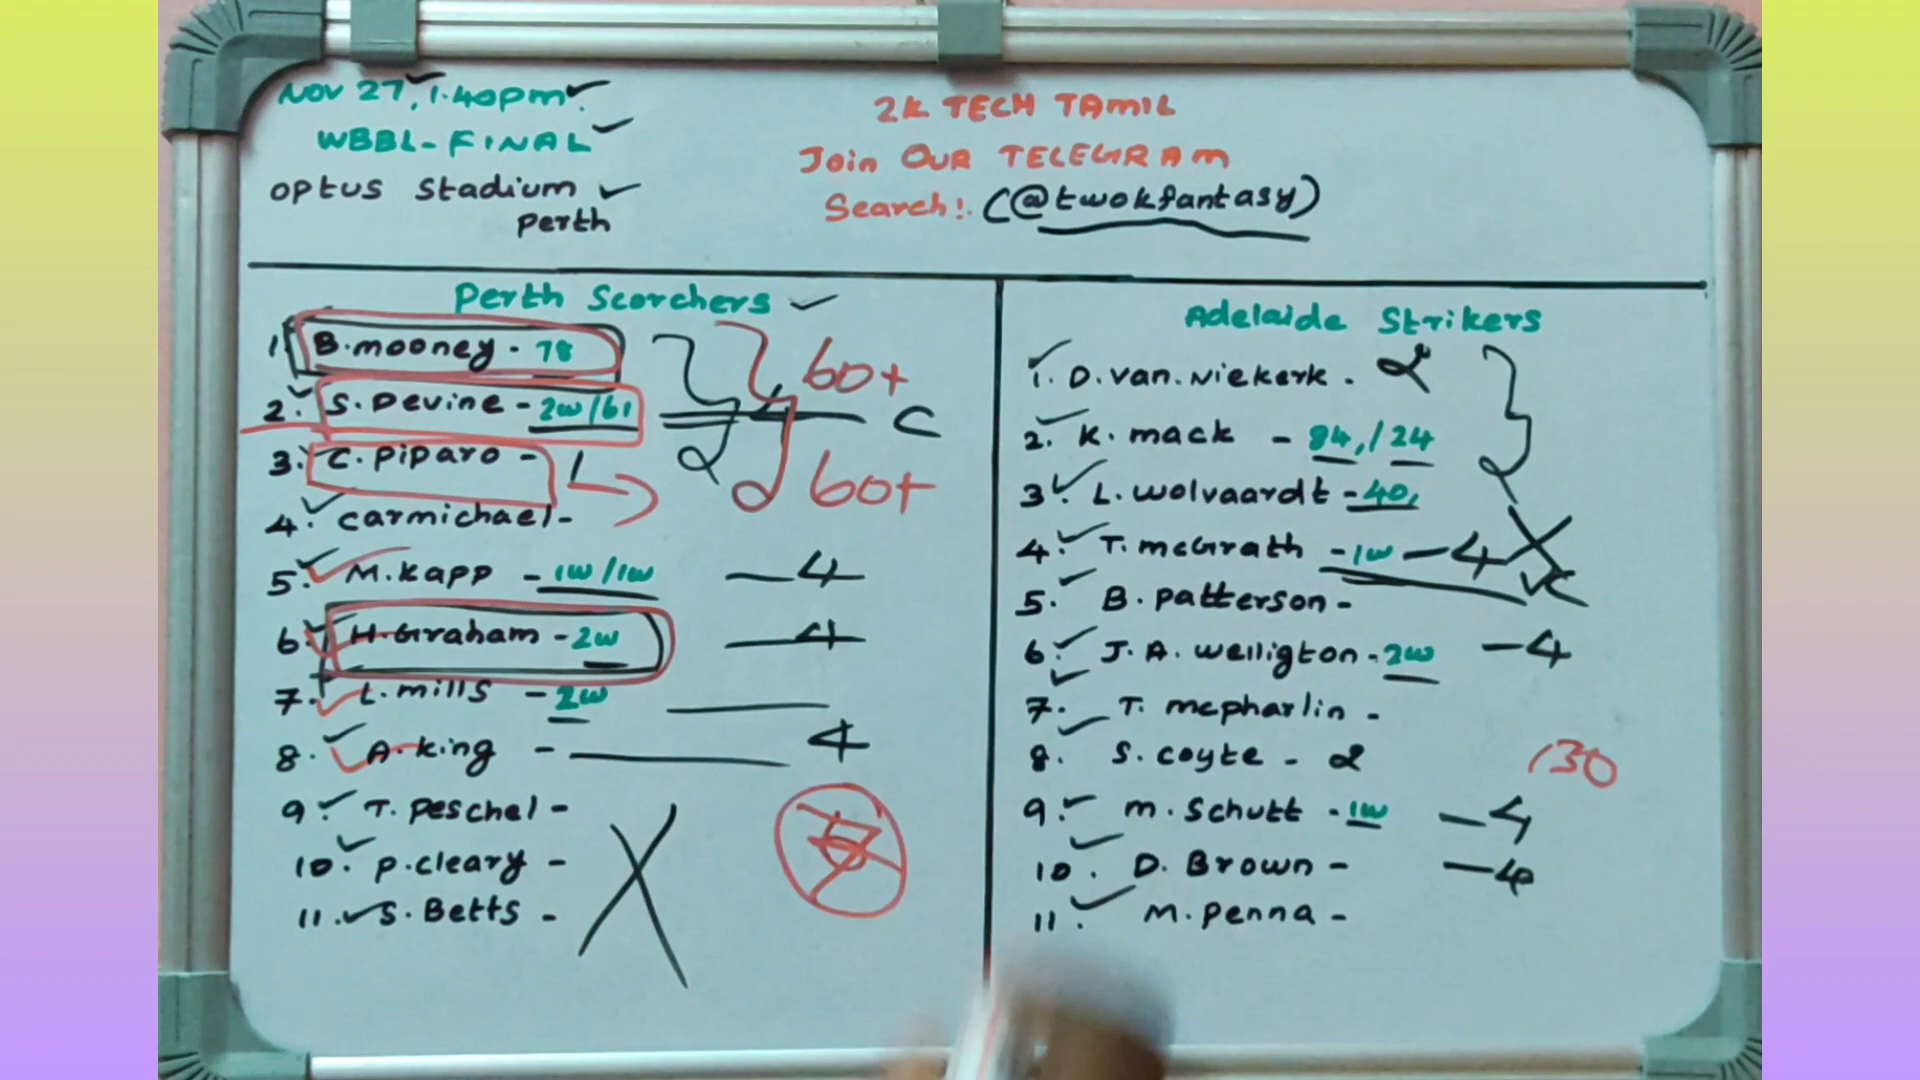 NOV 27, 1.40pm.
WBBL-FINAL
OPtus Stadium
Perth
2K TECH TAMIL
Join OUR TELEGRAM
Search!. (@twokfantasy)
Perth Scorchers
1. B.mooney - 78
2. S.Devine - 2w/61
3. C.piparo -
4. Carmichael -
5. M.Kapp - 1w/1w — 4
6. H.Graham - 2w — 4
7. L.mills - 2w
8. A.king - 4
9. T.Peschel -
10. P.cleary -
11. S.Betts -
60+
C
60+
Adelaide Strikers
1. D.van.Niekerk .
2. K.mack - 84,/24
3. L.wolvaardt - 40,
4. T.mcGrath - 1w — 4
VC
5. B.patterson -
6. J.A.welligton - 2w — 4
7. T.mcpharlin -
8. S.coyte -
130
9. M.Schutt - 1w — 4
10. D.Brown - — 4
11. M.Penna -